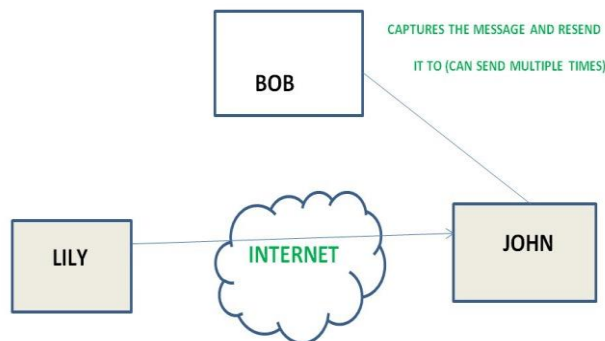 CAPTURES THE MESSAGE AND RESEND
IT TO (CAN SEND MULTIPLE TIMES)
BOB
LILY
INTERNET
JOHN